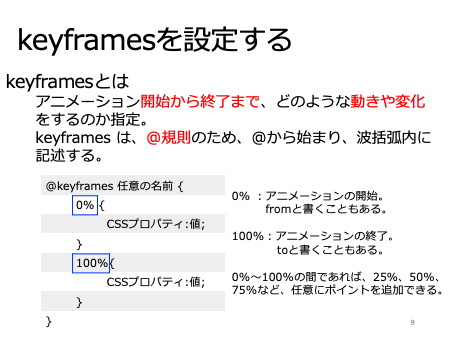 keyframesを設定する
keyframesとは
アニメーション開始から終了まで、どのような動きや変化
をするのか指定。
keyframes は、@規則のため、@から始まり、波括弧内に
記述する。
@keyframes 任意の名前 {
0% {
CSSプロパティ:値;
}
100%{
CSSプロパティ:値;
}
}
0% ：アニメーションの開始。
fromと書くこともある。
100%：アニメーションの終了。
toと書くこともある。
0%～100%の間であれば、25%、50%、
75%など、任意にポイントを追加できる。
9